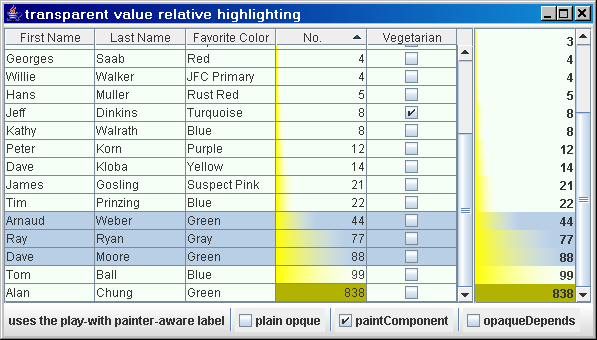 transparent value relative highlighting
First Name Last Name Favorite Color No. Vegetarian
3
Georges Saab Red 4 4
Willie Walker JFC Primary 4 4
Hans Muller Rust Red 5 5
Jeff Dinkins Turquoise 8 8
Kathy Walrath Blue 8 8
Peter Korn Purple 12 12
Dave Kloba Yellow 14 14
James Gosling Suspect Pink 21 21
Tim Prinzing Blue 22 22
Arnaud Weber Green 44 44
Ray Ryan Gray 77 77
Dave Moore Green 88 88
Tom Ball Blue 99 99
Alan Chung Green 838 838
uses the play-with painter-aware label plain opque paintComponent opaqueDepends